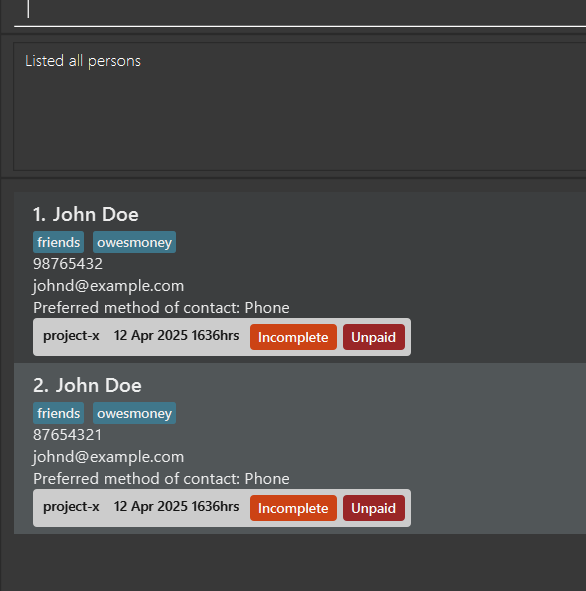 Listed all persons
1. John Doe
friends owesmoney
98765432
johnd@example.com
Preferred method of contact: Phone
project-x 12 Apr 2025 1636hrs Incomplete Unpaid
2. John Doe
friends owesmoney
87654321
johnd@example.com
Preferred method of contact: Phone
project-x 12 Apr 2025 1636hrs Incomplete Unpaid